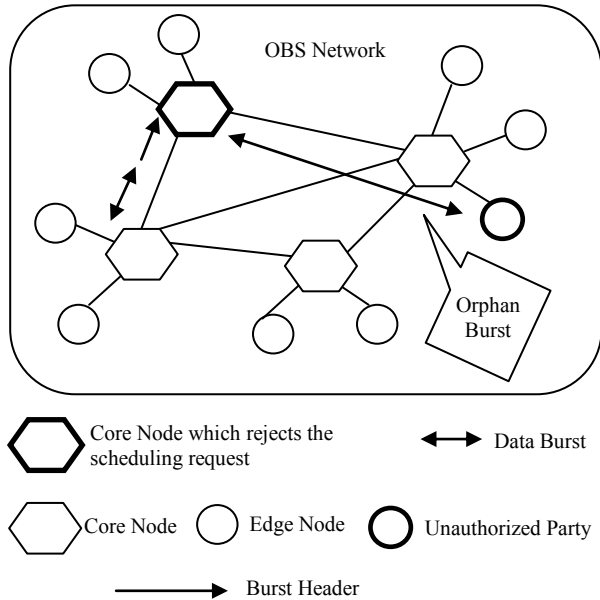 OBS Network
Orphan
Burst
Core Node which rejects the
scheduling request
Data Burst
Core Node
Edge Node
Unauthorized Party
Burst Header